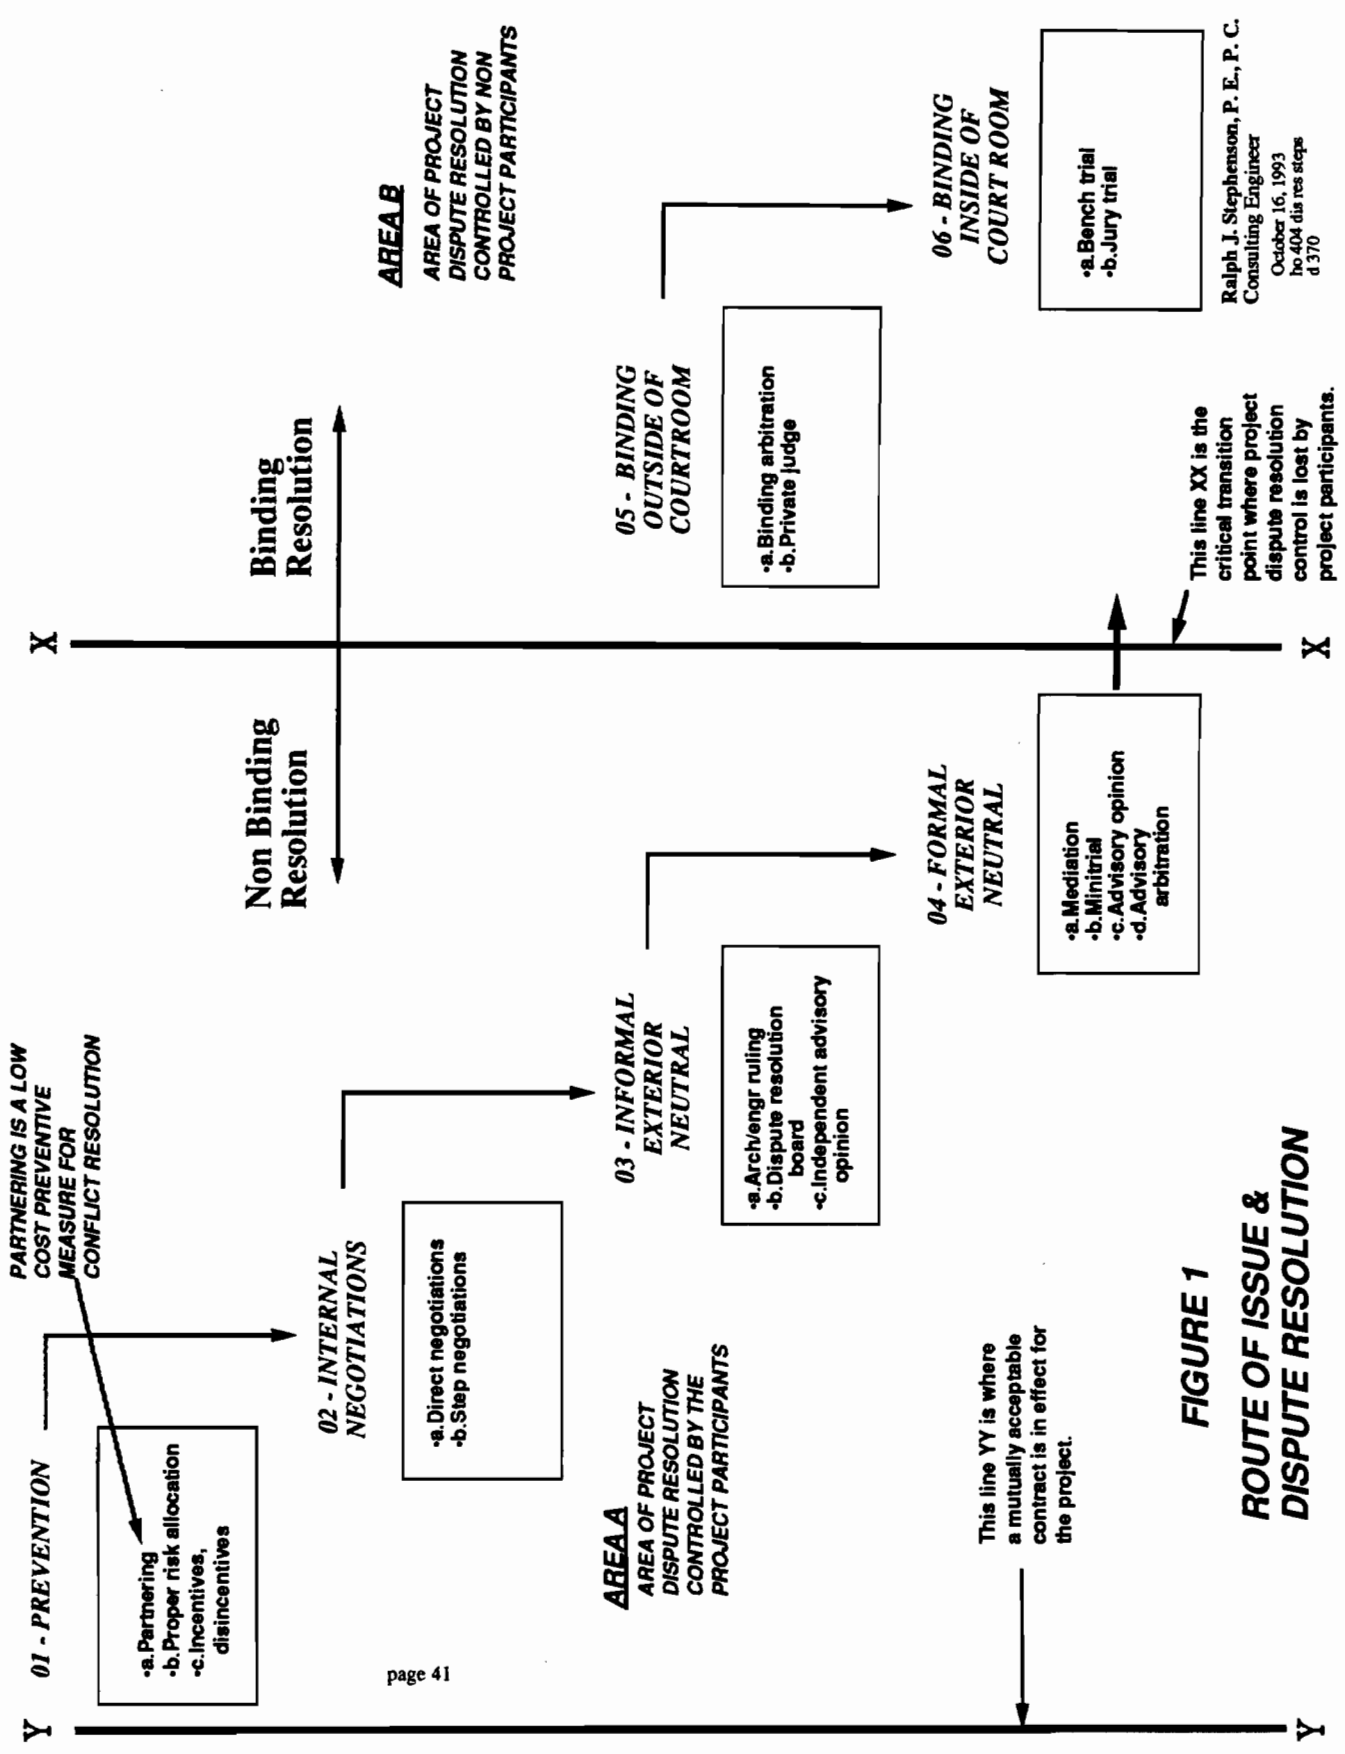 Y
X
PARTNERING IS A LOW
COST PREVENTIVE
MEASURE FOR
CONFLICT RESOLUTION
01 - PREVENTION
•a.Partnering
•b.Proper risk allocation
•c.Incentives,
disincentives
Non Binding
Resolution
Binding
Resolution
AREA B
AREA OF PROJECT
DISPUTE RESOLUTION
CONTROLLED BY NON
PROJECT PARTICIPANTS
02 - INTERNAL
NEGOTIATIONS
•a.Direct negotiations
•b.Step negotiations
AREA A
AREA OF PROJECT
DISPUTE RESOLUTION
CONTROLLED BY THE
PROJECT PARTICIPANTS
03 - INFORMAL
EXTERIOR
NEUTRAL
•a.Arch/engr ruling
•b.Dispute resolution
board
•c.Independent advisory
opinion
05 - BINDING
OUTSIDE OF
COURTROOM
•a.Binding arbitration
•b.Private judge
04 - FORMAL
EXTERIOR
NEUTRAL
•a.Mediation
•b.Minitrial
•c.Advisory opinion
•d.Advisory
arbitration
06 - BINDING
INSIDE OF
COURT ROOM
•a.Bench trial
•b.Jury trial
This line YY is where
a mutually acceptable
contract is in effect for
the project.
This line XX is the
critical transition
point where project
dispute resolution
control is lost by
project participants.
Ralph J. Stephenson, P. E., P. C.
Consulting Engineer
October 16, 1993
ho 404 dis res steps
d 370
FIGURE 1
ROUTE OF ISSUE &
DISPUTE RESOLUTION
Y
X
page 41